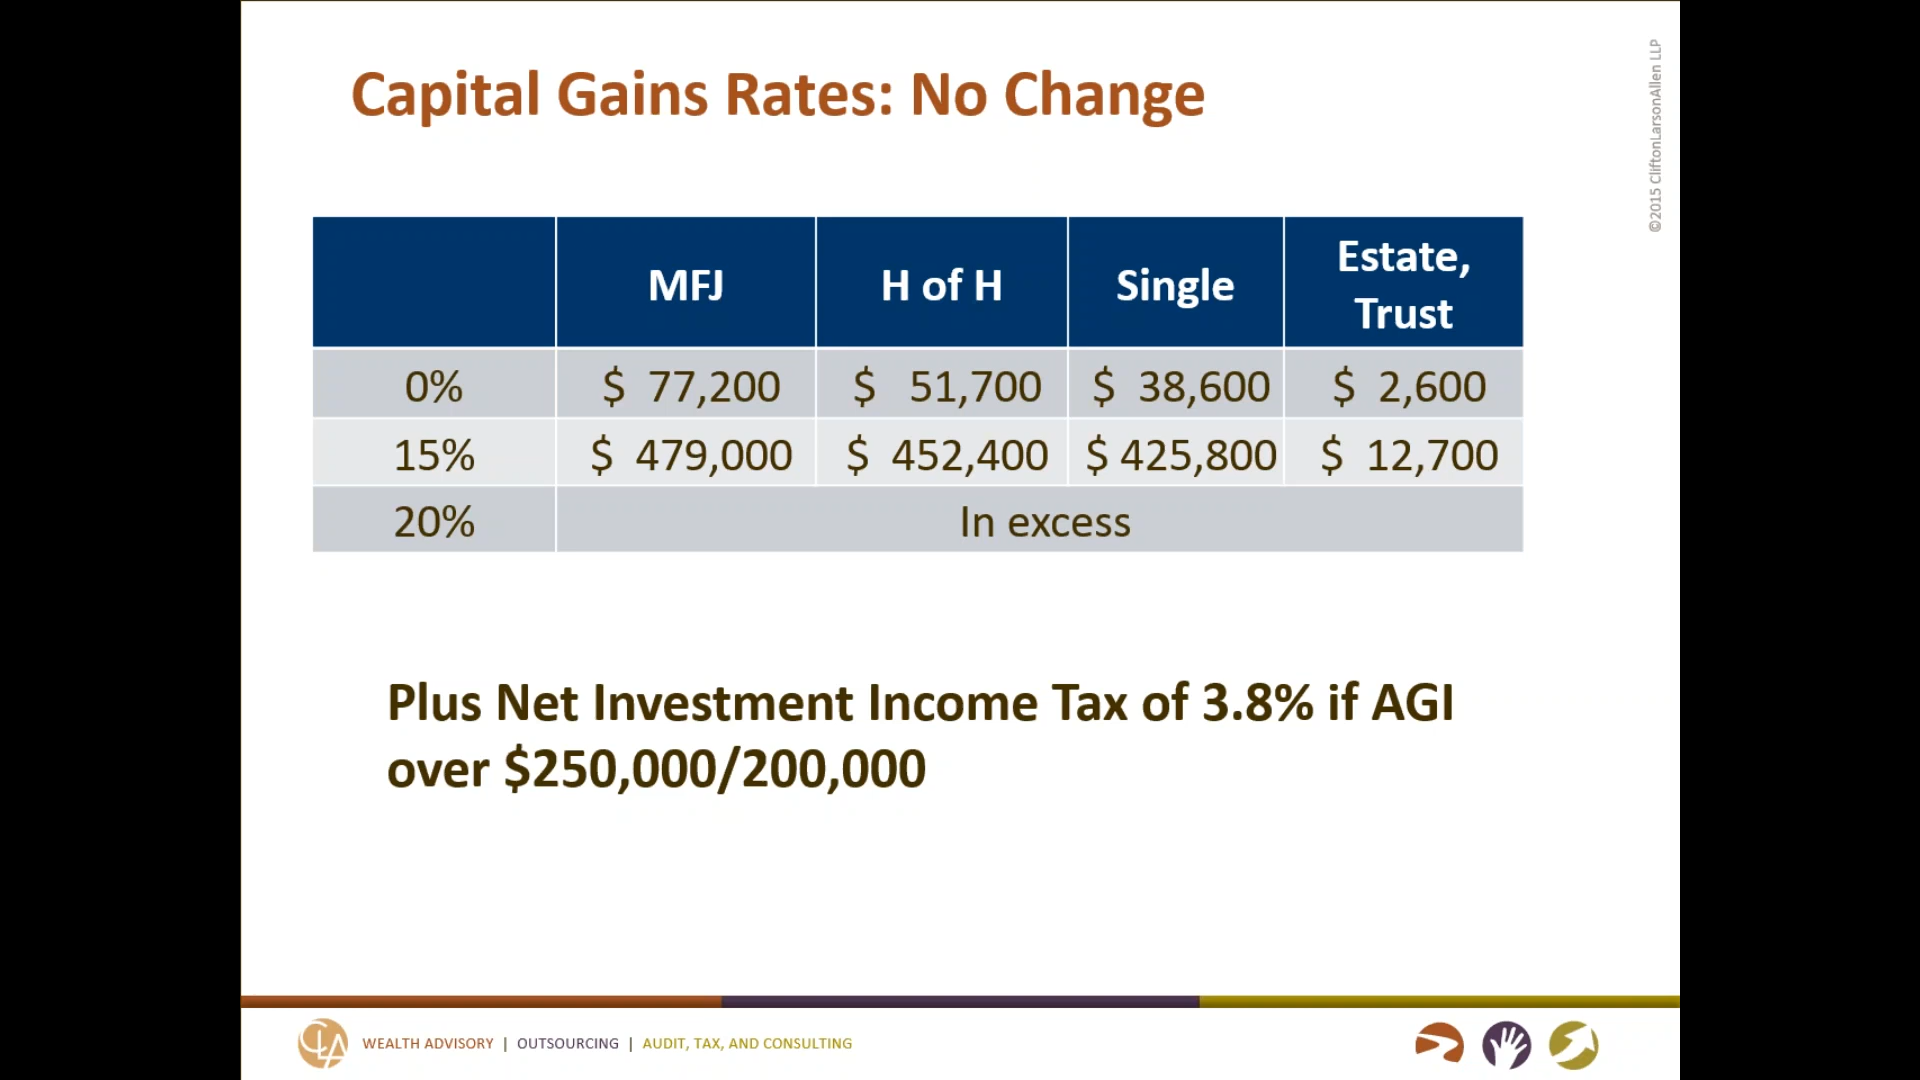 Capital Gains Rates: No Change
©2015 CliftonLarsonAllen LLP
MFJ H of H Single Estate, Trust
0% $ 77,200 $ 51,700 $ 38,600 $ 2,600
15% $ 479,000 $ 452,400 $ 425,800 $ 12,700
20% In excess
Plus Net Investment Income Tax of 3.8% if AGI
over $250,000/200,000
CLA
WEALTH ADVISORY | OUTSOURCING | AUDIT, TAX, AND CONSULTING